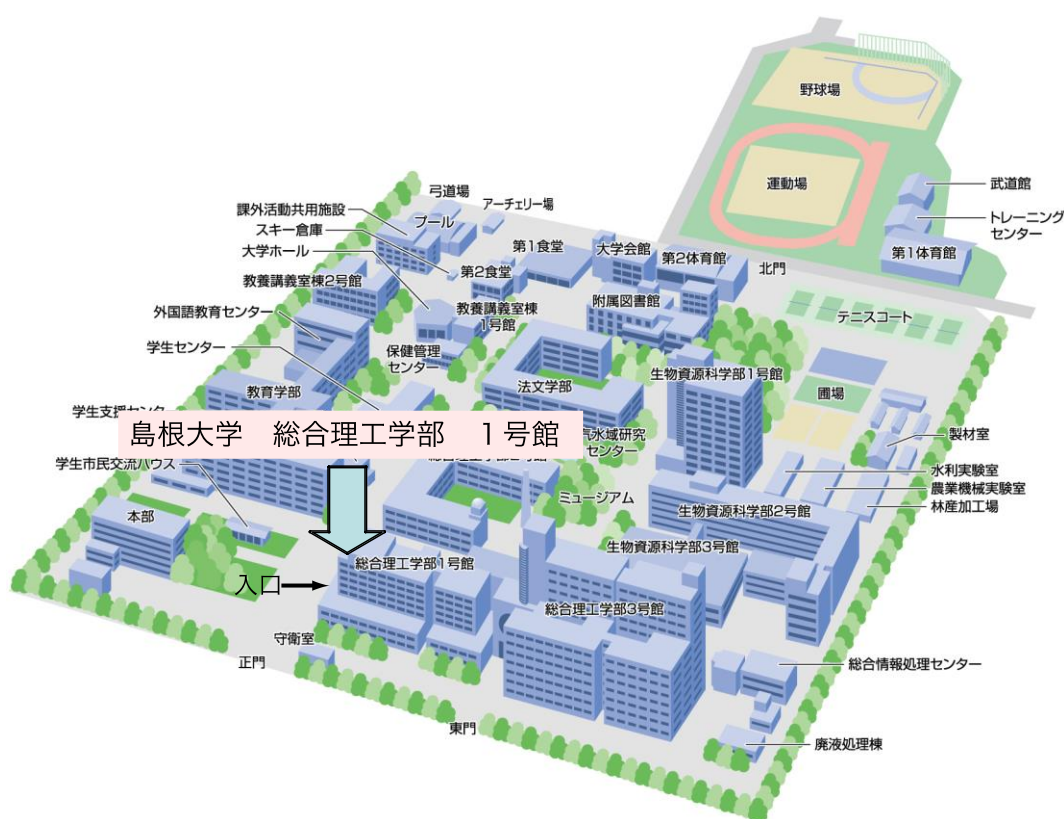 野球場
運動場
武道館
トレーニング
センター
第1体育館
弓道場
課外活動共用施設
プール
アーチェリー場
スキー倉庫
大学ホール
第1食堂
大学会館
第2体育館
北門
第2食堂
教養講義室棟2号館
附属図書館
テニスコート
外国語教育センター
教養講義室棟
1号館
学生センター
保健管理
センター
生物資源科学部1号館
教育学部
法文学部
圃場
学生支援センター
島根大学 総合理工学部 1号館
水域研究
センター
製材室
学生市民交流ハウス
水利実験室
農業機械実験室
林産加工場
ミュージアム
本部
生物資源科学部2号館
生物資源科学部3号館
総合理工学部1号館
入口
総合理工学部3号館
守衛室
正門
総合情報処理センター
東門
廃液処理棟